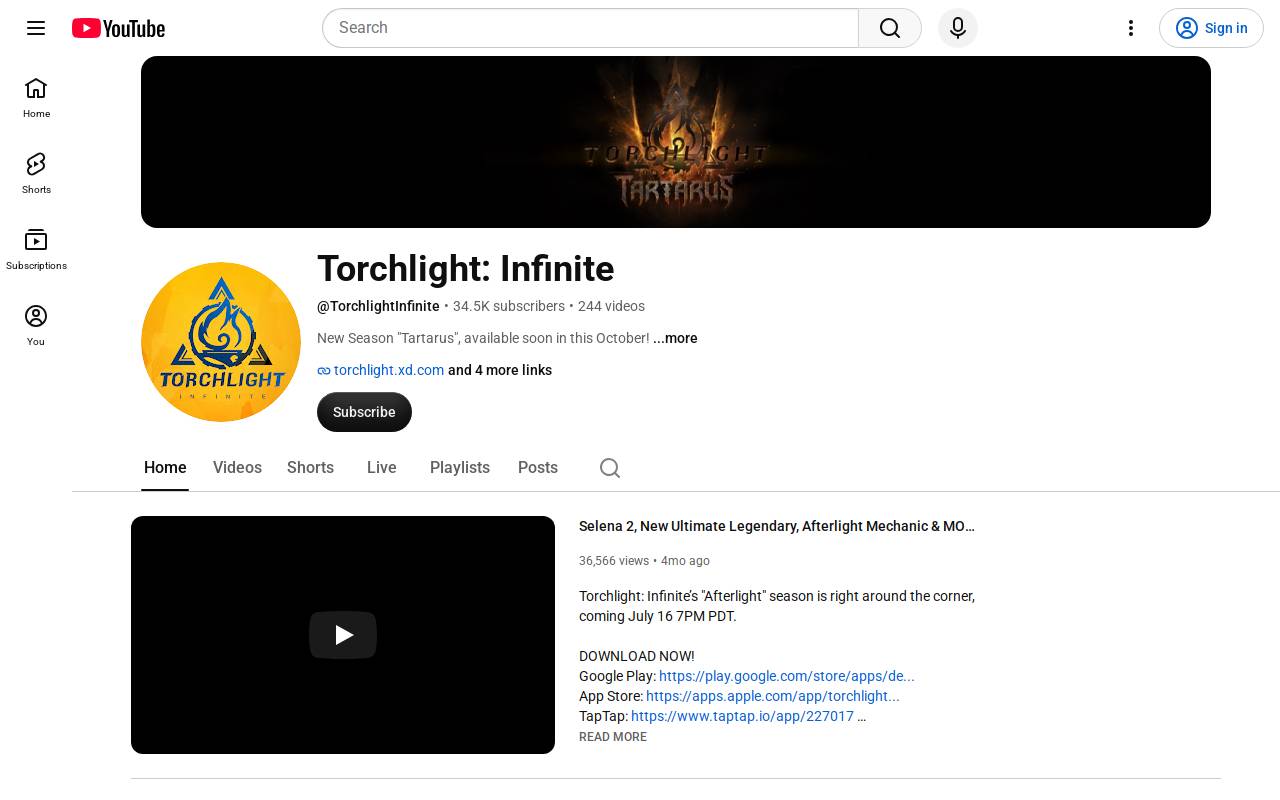 YouTube
Search
Sign in
Home
Shorts
Subscriptions
You
TORCHLIGHT
TARTARUS
TORCHLIGHT
INFINITE
Torchlight: Infinite
@TorchlightInfinite • 34.5K subscribers • 244 videos
New Season "Tartarus", available soon in this October! ...more
torchlight.xd.com and 4 more links
Subscribe
Home Videos Shorts Live Playlists Posts
Selena 2, New Ultimate Legendary, Afterlight Mechanic & MO...
36,566 views • 4mo ago
Torchlight: Infinite’s "Afterlight" season is right around the corner,
coming July 16 7PM PDT.
DOWNLOAD NOW!
Google Play: https://play.google.com/store/apps/de...
App Store: https://apps.apple.com/app/torchlight...
TapTap: https://www.taptap.io/app/227017 ...
READ MORE